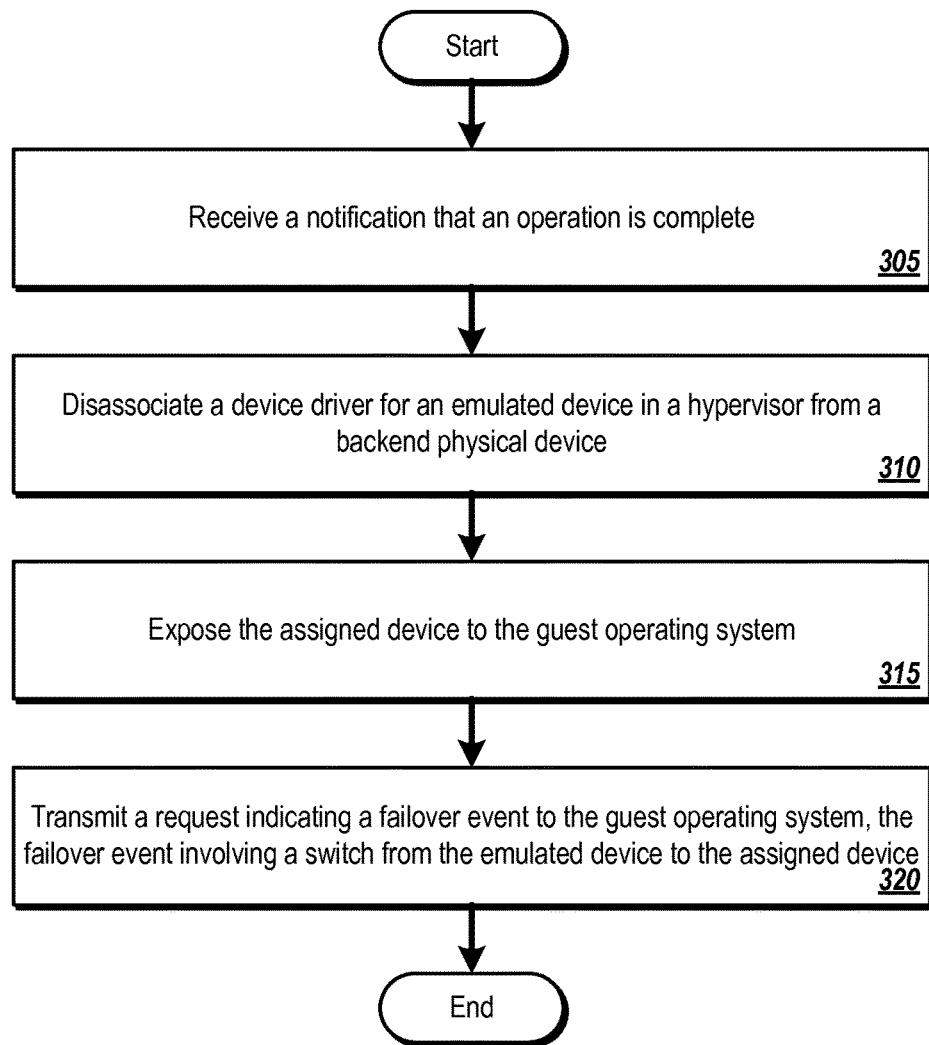 Start
Receive a notification that an operation is complete
305
Disassociate a device driver for an emulated device in a hypervisor from a
backend physical device
310
Expose the assigned device to the guest operating system
315
Transmit a request indicating a failover event to the guest operating system, the
failover event involving a switch from the emulated device to the assigned device
320
End